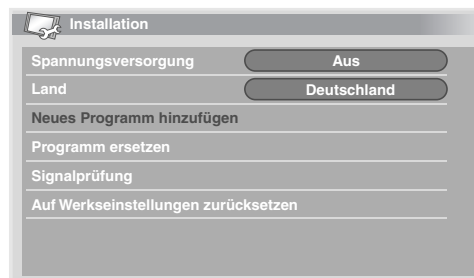 Installation
Spannungsversorgung Aus
Land Deutschland
Neues Programm hinzufügen
Programm ersetzen
Signalprüfung
Auf Werkseinstellungen zurücksetzen